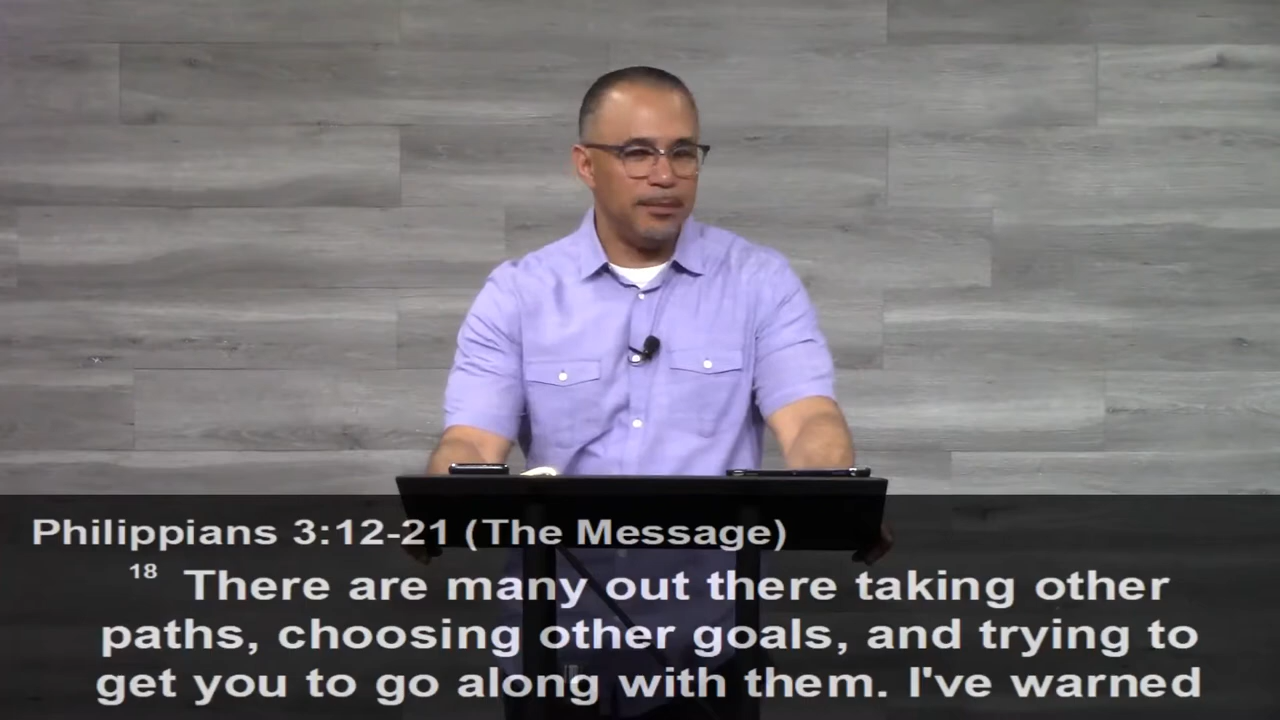 Philippians 3:12-21 (The Message)
18 There are many out there taking other
paths, choosing other goals, and trying to
get you to go along with them. I've warned